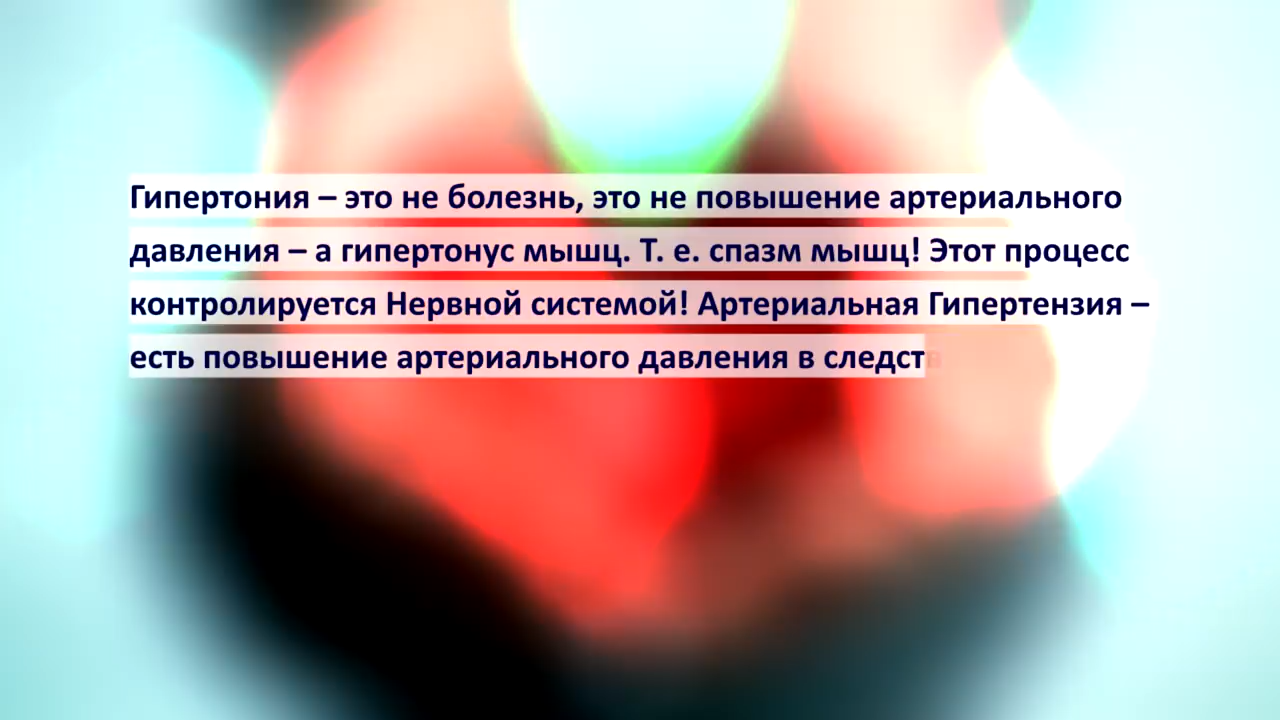 Гипертония – это не болезнь, это не повышение артериального
давления – а гипертонус мышц. Т. е. спазм мышц! Этот процесс
контролируется Нервной системой! Артериальная Гипертензия –
есть повышение артериального давления в следств